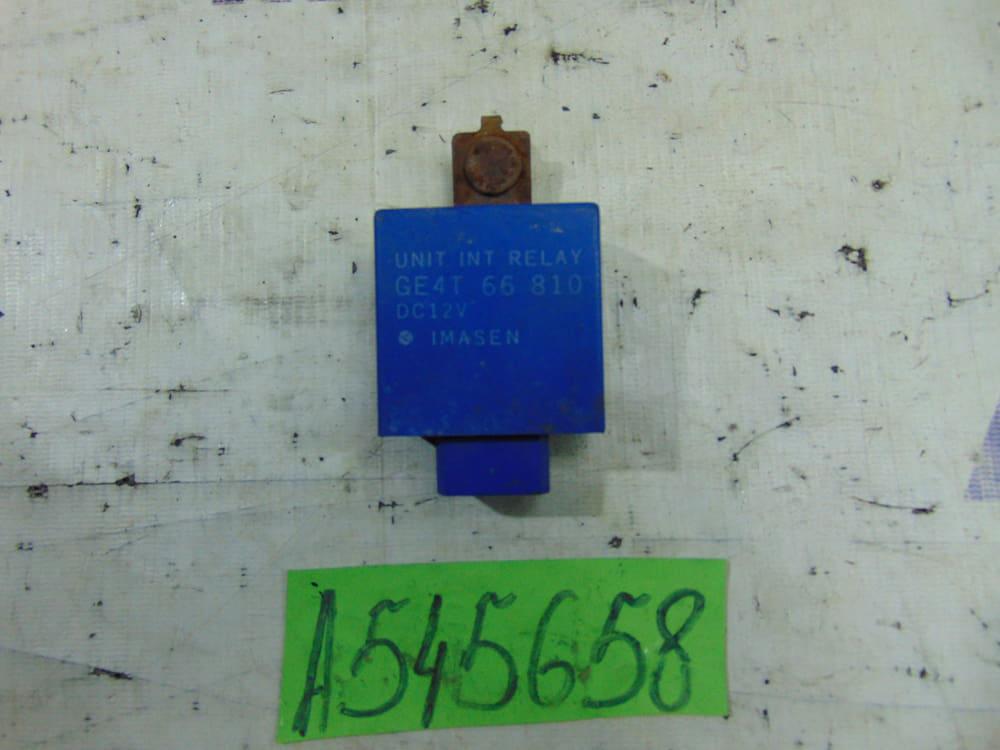 UNIT INT RELAY
GE4T 66 810
DC12V
IMASEN
A545658